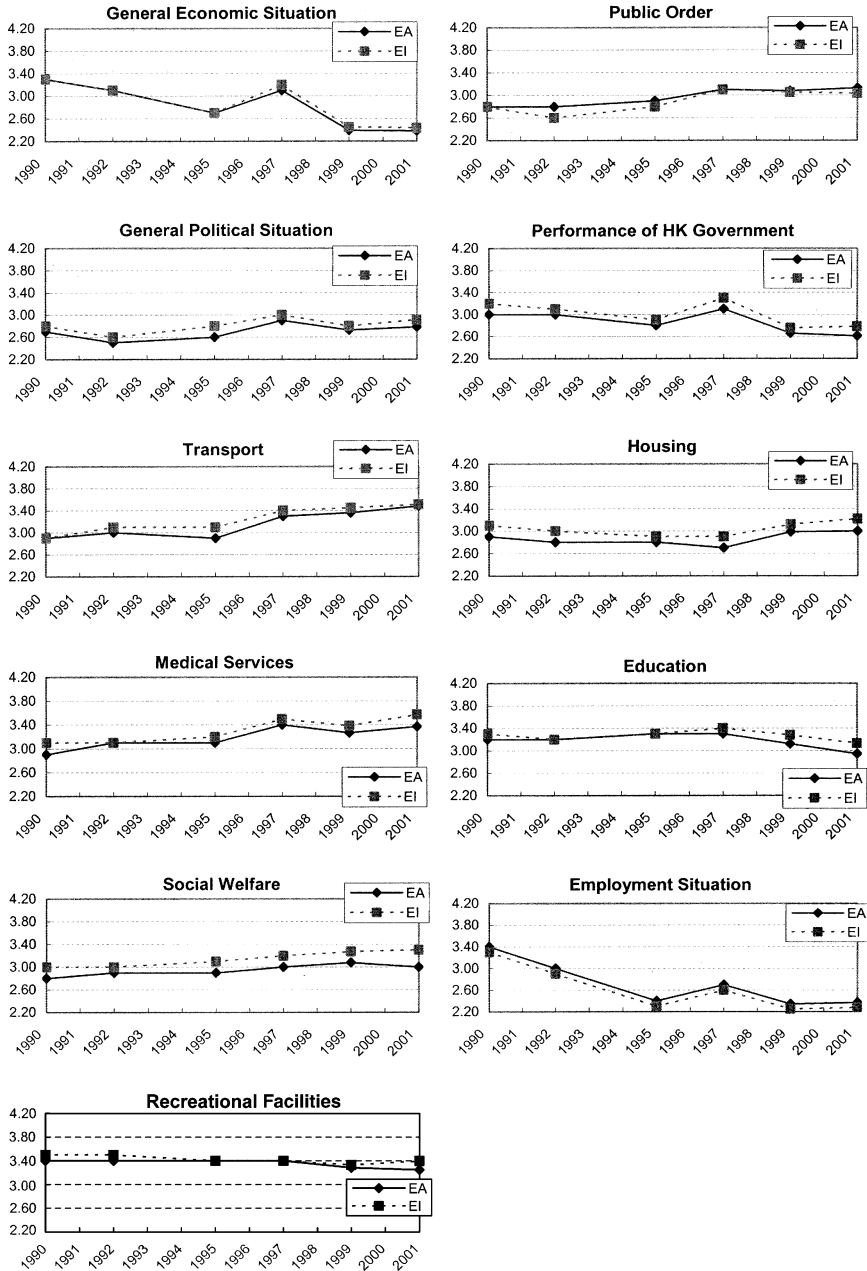 General Economic Situation
EA
EI
4.20
3.80
3.40
3.00
2.60
2.20
1990 1991 1992 1993 1994 1995 1996 1997 1998 1999 2000 2001
Public Order
EA
EI
4.20
3.80
3.40
3.00
2.60
2.20
1990 1991 1992 1993 1994 1995 1996 1997 1998 1999 2000 2001
General Political Situation
EA
EI
4.20
3.80
3.40
3.00
2.60
2.20
1990 1991 1992 1993 1994 1995 1996 1997 1998 1999 2000 2001
Performance of HK Government
EA
EI
4.20
3.80
3.40
3.00
2.60
2.20
1990 1991 1992 1993 1994 1995 1996 1997 1998 1999 2000 2001
Transport
EA
EI
4.20
3.80
3.40
3.00
2.60
2.20
1990 1991 1992 1993 1994 1995 1996 1997 1998 1999 2000 2001
Housing
EA
EI
4.20
3.80
3.40
3.00
2.60
2.20
1990 1991 1992 1993 1994 1995 1996 1997 1998 1999 2000 2001
Medical Services
4.20
3.80
3.40
3.00
2.60
2.20
EA
EI
1990 1991 1992 1993 1994 1995 1996 1997 1998 1999 2000 2001
Education
4.20
3.80
3.40
3.00
2.60
2.20
EA
EI
1990 1991 1992 1993 1994 1995 1996 1997 1998 1999 2000 2001
Social Welfare
EA
EI
4.20
3.80
3.40
3.00
2.60
2.20
1990 1991 1992 1993 1994 1995 1996 1997 1998 1999 2000 2001
Employment Situation
EA
EI
4.20
3.80
3.40
3.00
2.60
2.20
1990 1991 1992 1993 1994 1995 1996 1997 1998 1999 2000 2001
Recreational Facilities
4.20
3.80
3.40
3.00
2.60
2.20
EA
EI
1990 1991 1992 1993 1994 1995 1996 1997 1998 1999 2000 2001